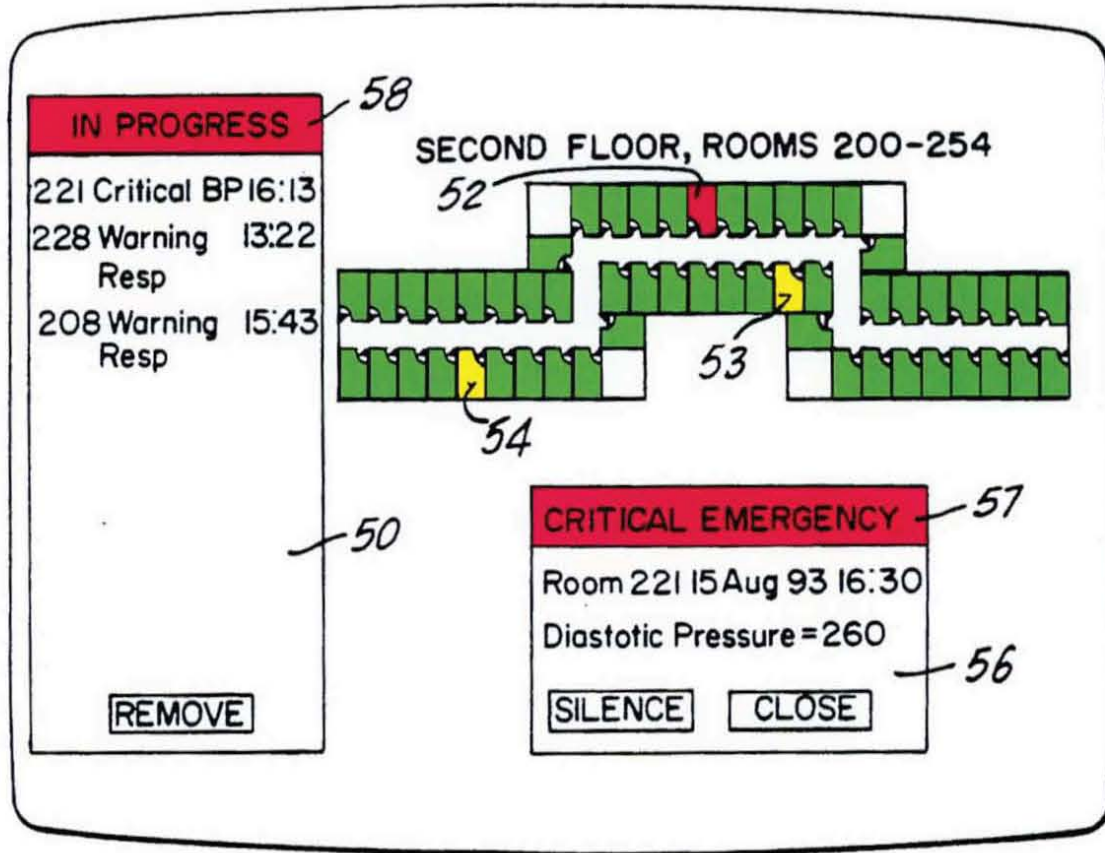 IN PROGRESS
58
221 Critical BP 16:13
228 Warning 13:22
Resp
208 Warning 15:43
Resp
50
REMOVE
SECOND FLOOR, ROOMS 200-254
52
53
54
CRITICAL EMERGENCY
57
Room 221 15 Aug 93 16:30
Diastotic Pressure = 260
56
SILENCE CLOSE